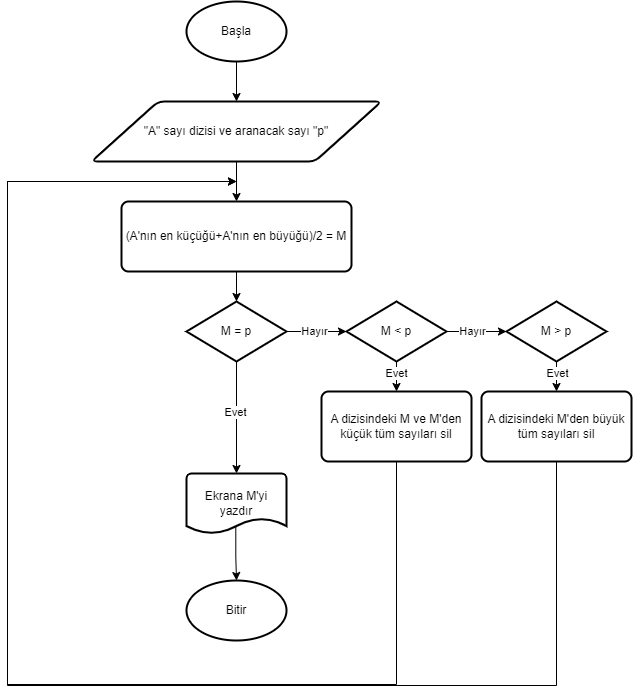 Başla
"A" sayı dizisi ve aranacak sayı "p"
(A'nın en küçüğü+A'nın en büyüğü)/2 = M
M = p
Hayır
M < p
Hayır
M > p
Evet
Evet
Evet
A dizisindeki M ve M'den
küçük tüm sayıları sil
A dizisindeki M'den büyük
tüm sayıları sil
Ekrana M'yi
yazdır
Bitir